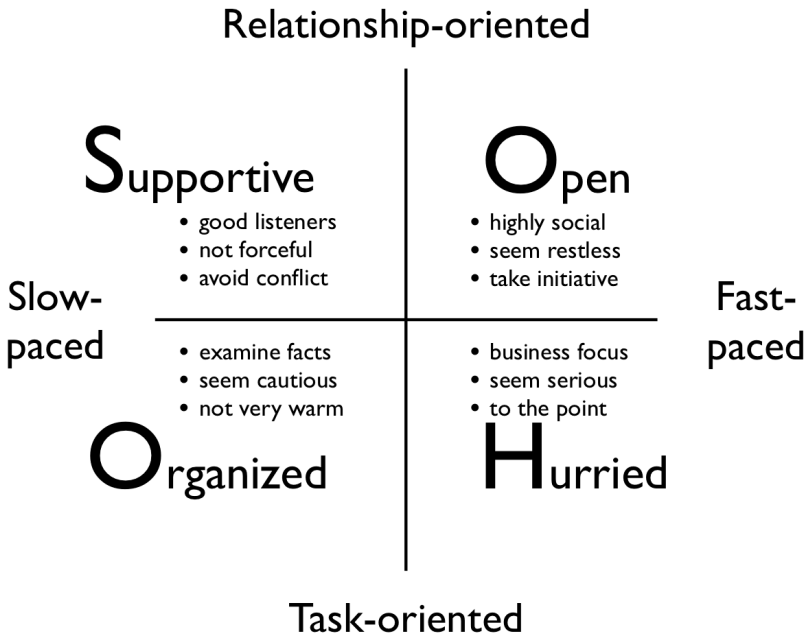 Relationship-oriented
Supportive
• good listeners
• not forceful
• avoid conflict
Open
• highly social
• seem restless
• take initiative
Slow-
paced
Fast-
paced
• examine facts
• seem cautious
• not very warm
Organized
• business focus
• seem serious
• to the point
Hurried
Task-oriented